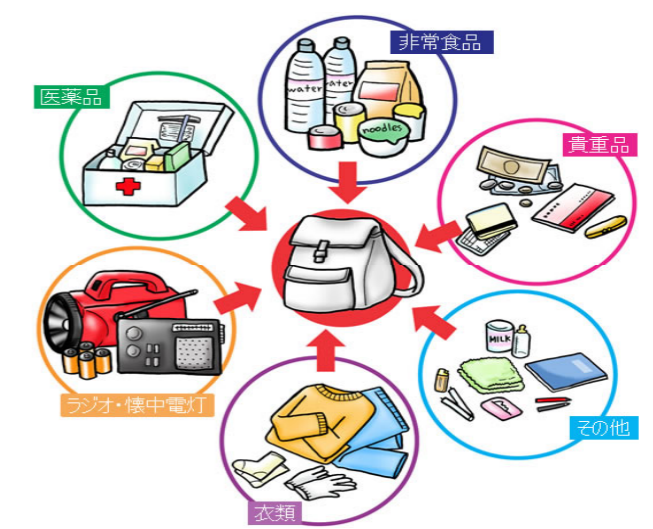 非常食品
water
water
noodles
医薬品
貴重品
ラジオ・懐中電灯
MILK
その他
衣類